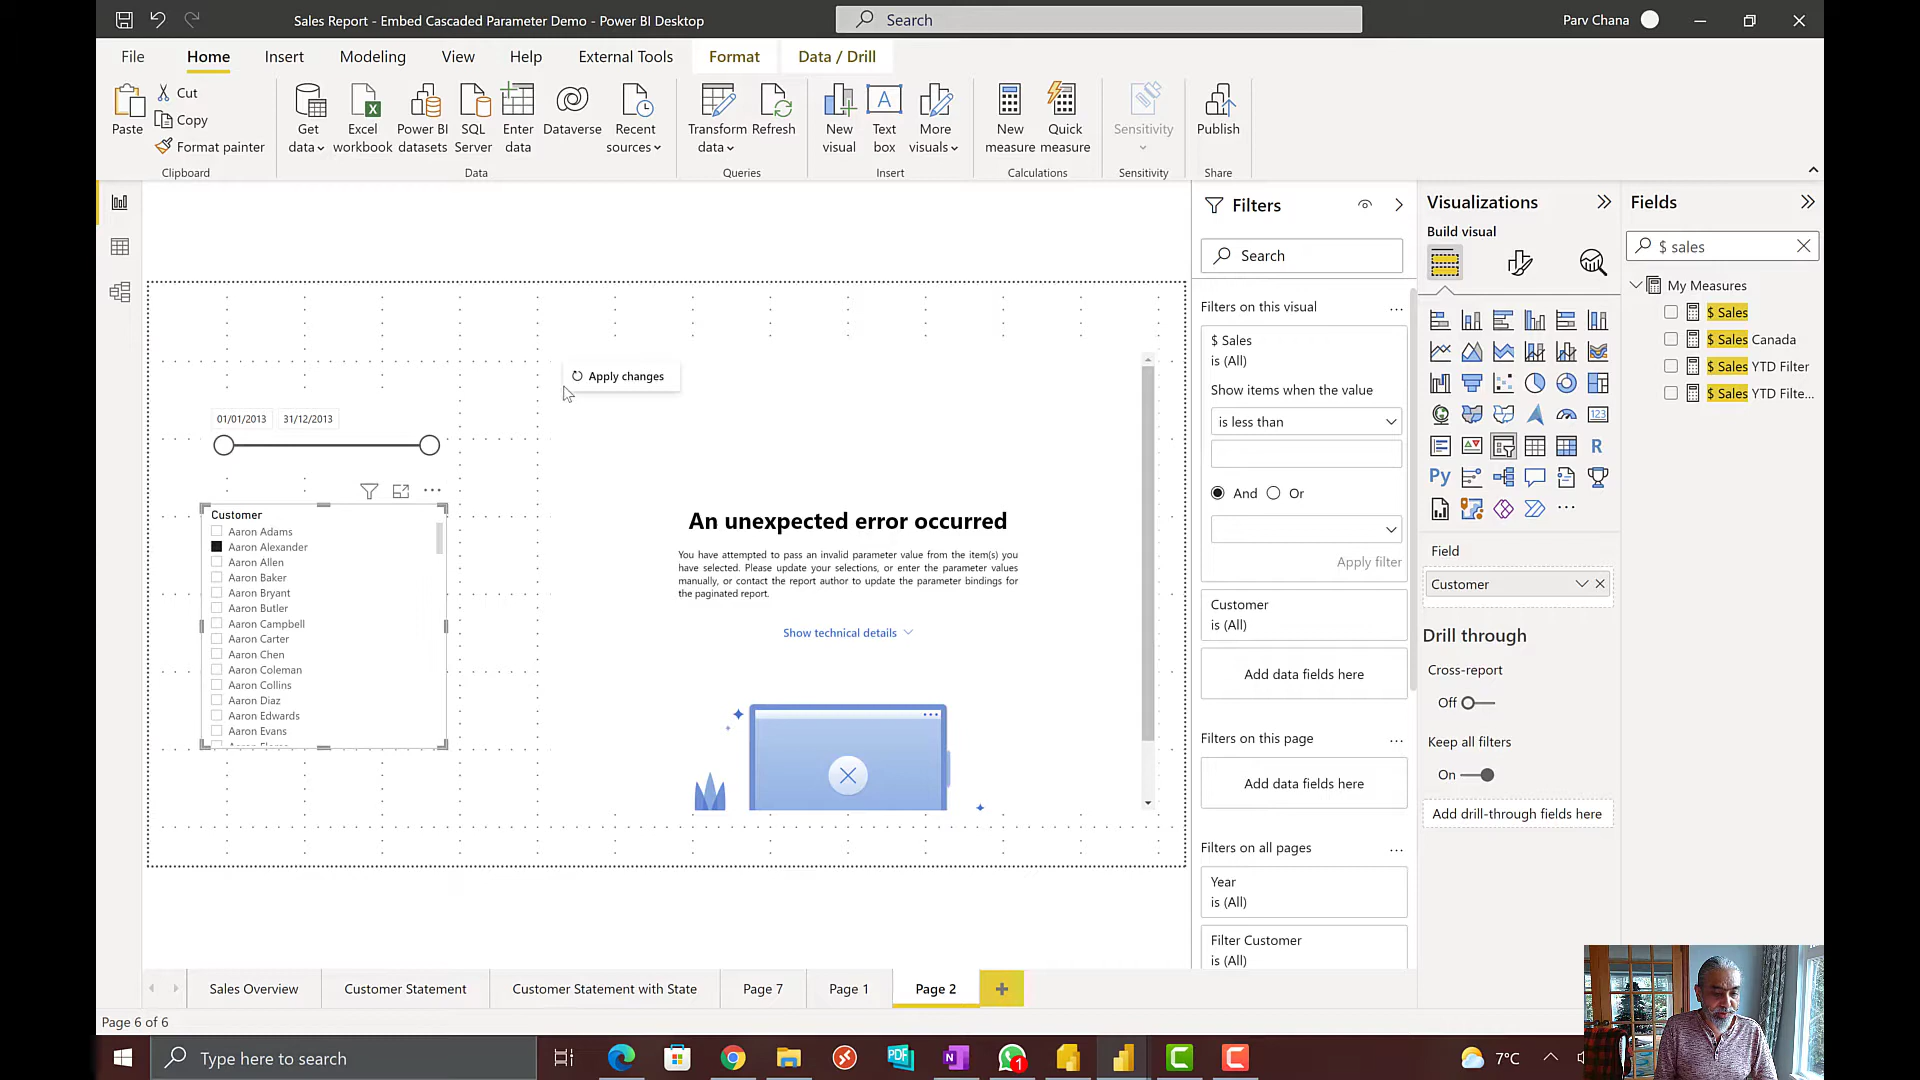 Sales Report - Embed Cascaded Parameter Demo - Power BI Desktop
Search
Parv Chana
File
Home
Insert
Modeling
View
Help
External Tools
Format
Data / Drill
Paste
Cut
Copy
Format painter
Clipboard
Get data
Excel workbook
Power BI datasets
SQL Server
Enter data
Dataverse
Recent sources
Data
Transform data
Refresh
Queries
New visual
Text box
More visuals
Insert
New measure
Quick measure
Calculations
Sensitivity
Sensitivity
Publish
Share
Apply changes
01/01/2013
31/12/2013
Customer
Aaron Adams
Aaron Alexander
Aaron Allen
Aaron Baker
Aaron Bryant
Aaron Butler
Aaron Campbell
Aaron Carter
Aaron Chen
Aaron Coleman
Aaron Collins
Aaron Diaz
Aaron Edwards
Aaron Evans
An unexpected error occurred
You have attempted to pass an invalid parameter value from the item(s) you
have selected. Please update your selections, or enter the parameter values
manually, or contact the report author to update the parameter bindings for
the paginated report.
Show technical details
Filters
Search
Filters on this visual
$ Sales
is (All)
Show items when the value
is less than
And
Or
Apply filter
Customer
is (All)
Add data fields here
Filters on this page
Add data fields here
Filters on all pages
Year
is (All)
Filter Customer
is (All)
Visualizations
Build visual
R
Py
123
Field
Customer
Drill through
Cross-report
Off
Keep all filters
On
Add drill-through fields here
Fields
$ sales
My Measures
$ Sales
$ Sales Canada
$ Sales YTD Filter
$ Sales YTD Filte...
Sales Overview
Customer Statement
Customer Statement with State
Page 7
Page 1
Page 2
Page 6 of 6
Type here to search
PDF
1
7°C